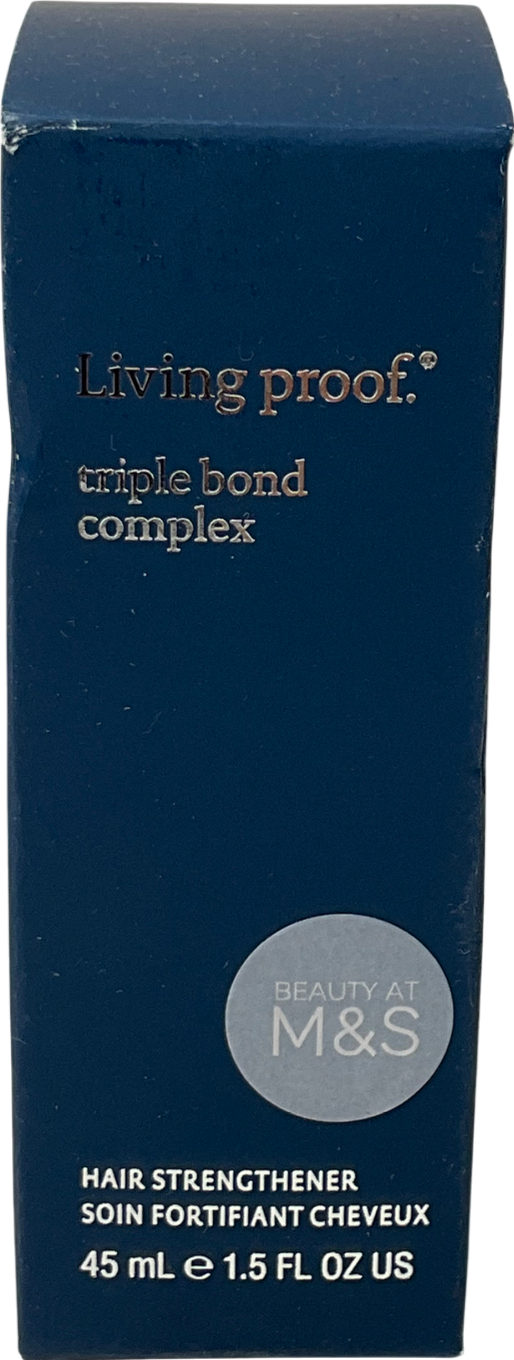 Living proof.®
triple bond
complex
BEAUTY AT
M&S
HAIR STRENGTHENER
SOIN FORTIFIANT CHEVEUX
45 mL ℮ 1.5 FL OZ US